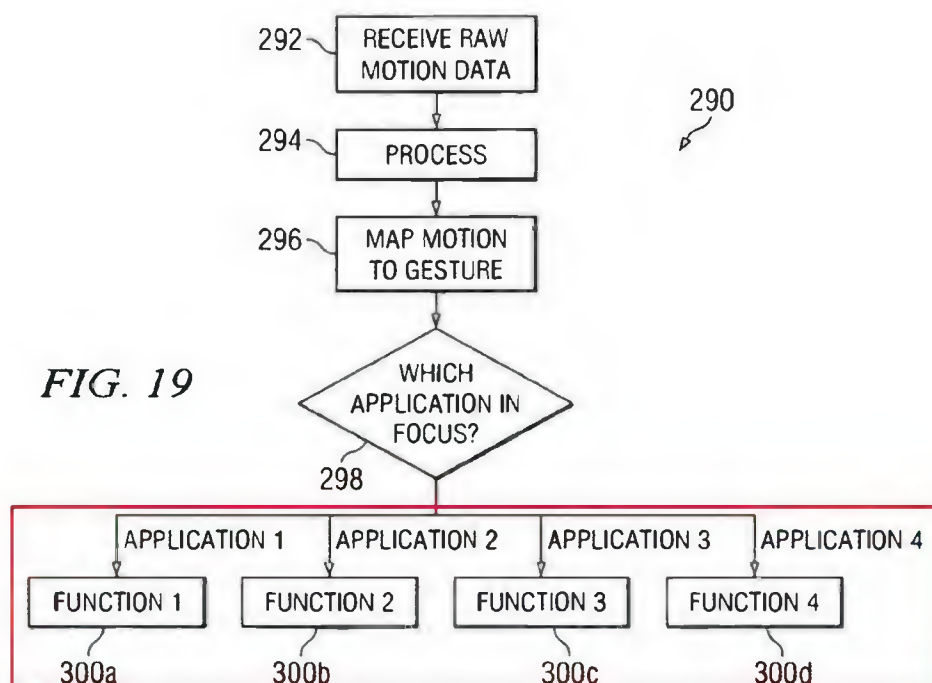 292
RECEIVE RAW
MOTION DATA
290
294
PROCESS
296
MAP MOTION
TO GESTURE
FIG. 19
WHICH
APPLICATION IN
FOCUS?
298
APPLICATION 1 APPLICATION 2 APPLICATION 3 APPLICATION 4
FUNCTION 1 FUNCTION 2 FUNCTION 3 FUNCTION 4
300a 300b 300c 300d